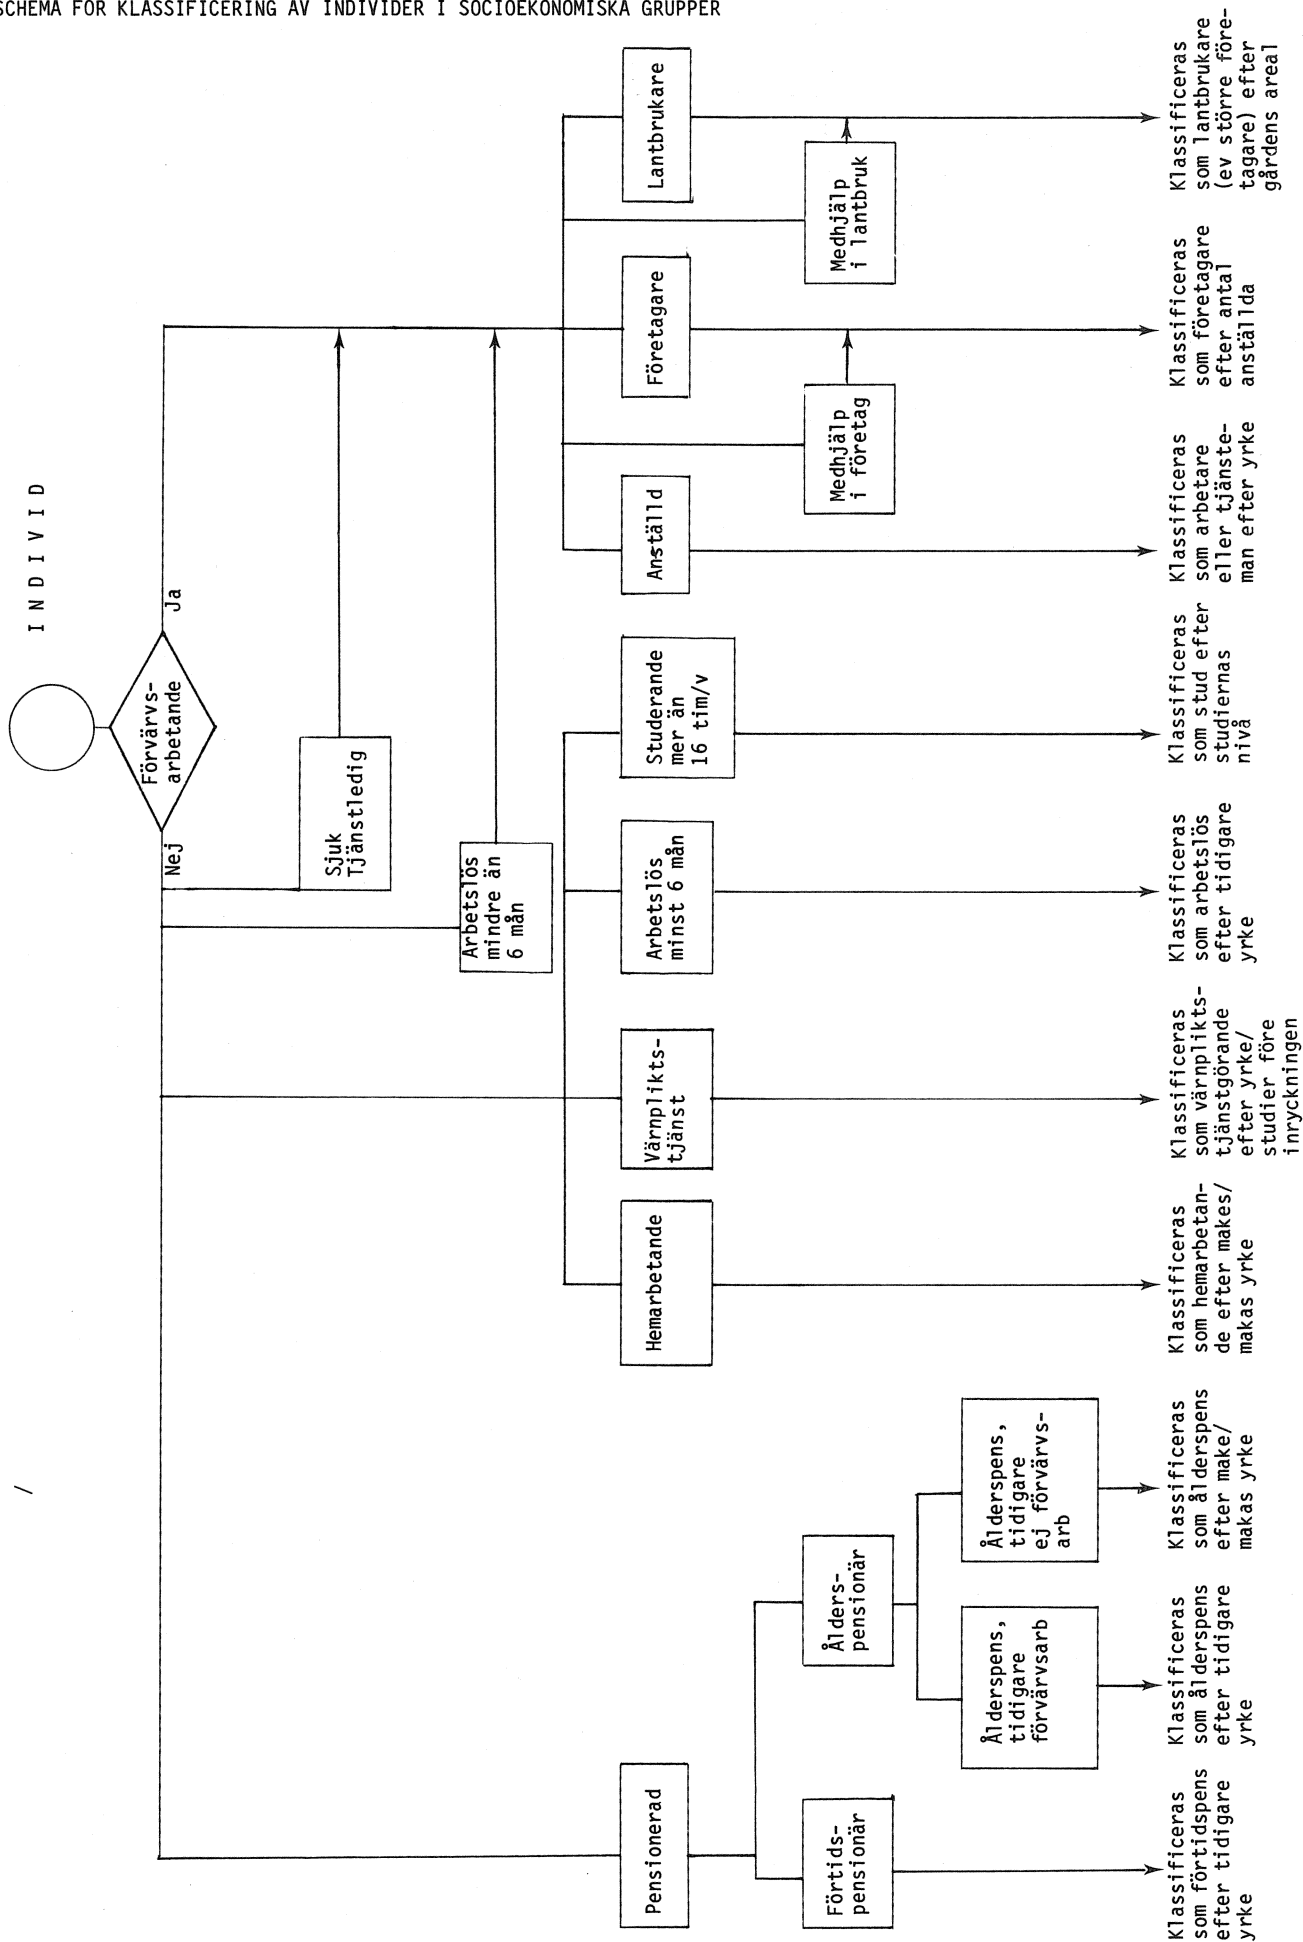 SCHEMA FÖR KLASSIFICERING AV INDIVIDER I SOCIOEKONOMISKA GRUPPER
I N D I V I D
Förvärvs-
arbetande
Nej
Ja
Sjuk
Tjänstledig
Arbetslös
mindre än
6 mån
Pensionerad
Hemarbetande
Värnplikts-
tjänst
Arbetslös
minst 6 mån
Studerande
mer än
16 tim/v
Anställd
Företagare
Lantbrukare
Förtids-
pensionär
Ålders-
pensionär
Medhjälp
i företag
Medhjälp
i lantbruk
Ålderspens,
tidigare
förvärvsarb
Ålderspens,
tidigare
ej förvärvs-
arb
Klassificeras
som förtidspens
efter tidigare
yrke
Klassificeras
som ålderspens
efter tidigare
yrke
Klassificeras
som ålderspens
efter make/
makas yrke
Klassificeras
som hemarbetan-
de efter makes/
makas yrke
Klassificeras
som värnplikts-
tjänstgörande
efter yrke/
studier före
inryckningen
Klassificeras
som arbetslös
efter tidigare
yrke
Klassificeras
som stud efter
studiernas
nivå
Klassificeras
som arbetare
eller tjänste-
man efter yrke
Klassificeras
som företagare
efter antal
anställda
Klassificeras
som lantbrukare
(ev större före-
tagare) efter
gårdens areal